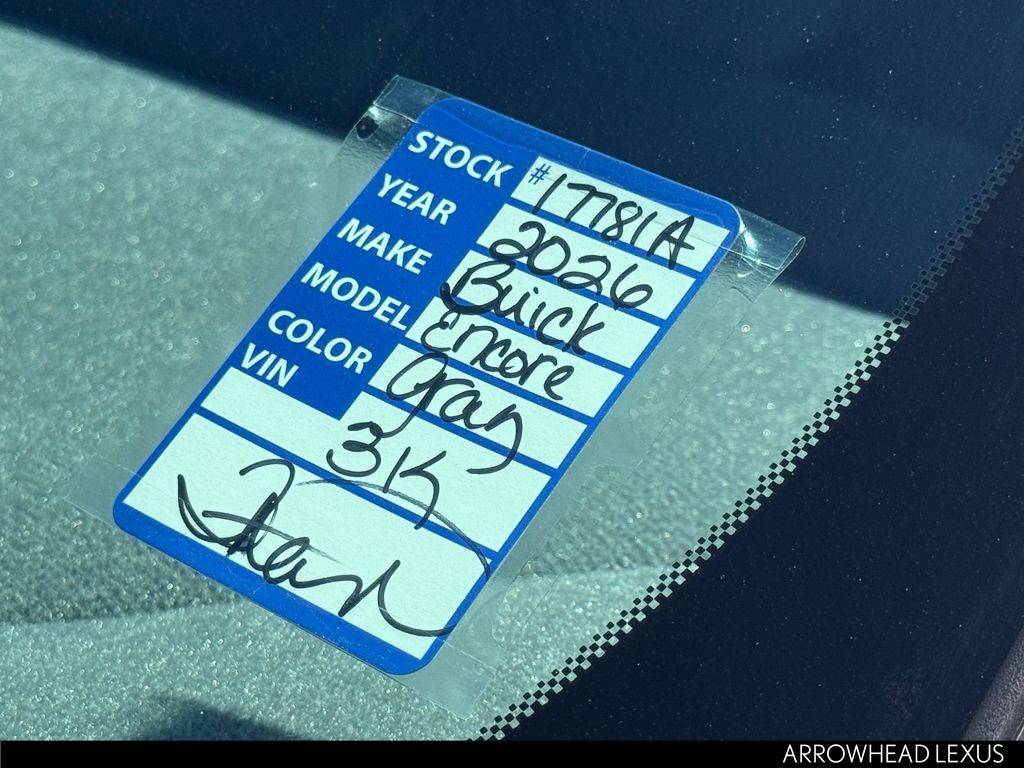 STOCK #17781A
YEAR 2026
MAKE Buick
MODEL Encore
COLOR Gray
VIN
3K
ARROWHEAD LEXUS